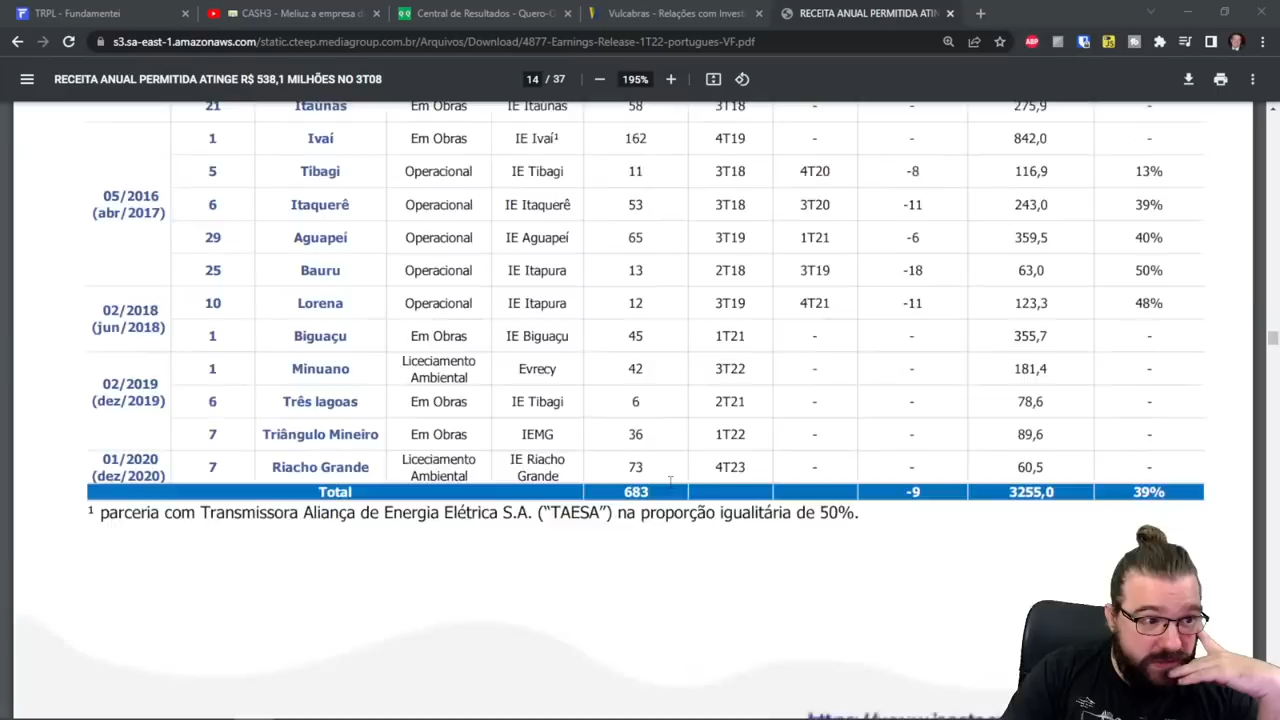 TRPL - Fundamentei
CASH3 - Meliuz a empresa d
Central de Resultados - Quero-Q
Vulcabras - Relações com Invest
RECEITA ANUAL PERMITIDA ATIN
s3.sa-east-1.amazonaws.com/static.cteep.mediagroup.com.br/Arquivos/Download/4877-Earnings-Release-1T22-portugues-VF.pdf
ABP
RECEITA ANUAL PERMITIDA ATINGE R$ 538,1 MILHÕES NO 3T08
14 / 37
195%
21 Itaúnas Em Obras IE Itaúnas 58 3T18 - - 275,9 -
1 Ivaí Em Obras IE Ivaí¹ 162 4T19 - - 842,0 -
05/2016 (abr/2017)
5 Tibagi Operacional IE Tibagi 11 3T18 4T20 -8 116,9 13%
6 Itaquerê Operacional IE Itaquerê 53 3T18 3T20 -11 243,0 39%
29 Aguapeí Operacional IE Aguapeí 65 3T19 1T21 -6 359,5 40%
25 Bauru Operacional IE Itapura 13 2T18 3T19 -18 63,0 50%
02/2018 (jun/2018)
10 Lorena Operacional IE Itapura 12 3T19 4T21 -11 123,3 48%
1 Biguaçu Em Obras IE Biguaçu 45 1T21 - - 355,7 -
02/2019 (dez/2019)
1 Minuano Liceciamento Ambiental Evrecy 42 3T22 - - 181,4 -
6 Três lagoas Em Obras IE Tibagi 6 2T21 - - 78,6 -
7 Triângulo Mineiro Em Obras IEMG 36 1T22 - - 89,6 -
01/2020 (dez/2020)
7 Riacho Grande Liceciamento Ambiental IE Riacho Grande 73 4T23 - - 60,5 -
Total 683 -9 3255,0 39%
¹ parceria com Transmissora Aliança de Energia Elétrica S.A. (“TAESA”) na proporção igualitária de 50%.